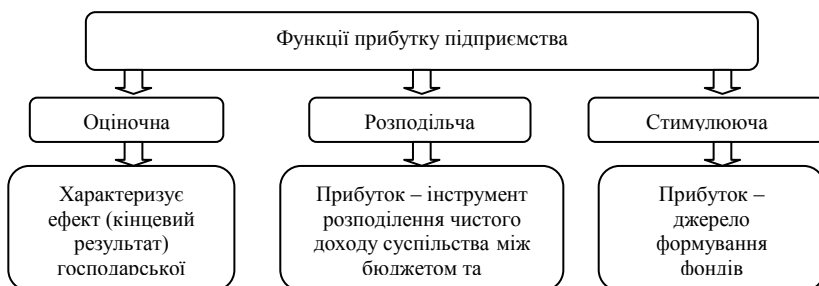 Функції прибутку підприємства
Оціночна
Розподільча
Стимулююча
Характеризує
ефект (кінцевий
результат)
господарської
Прибуток – інструмент
розподілення чистого
доходу суспільства між
бюджетом та
Прибуток –
джерело
формування
фондів